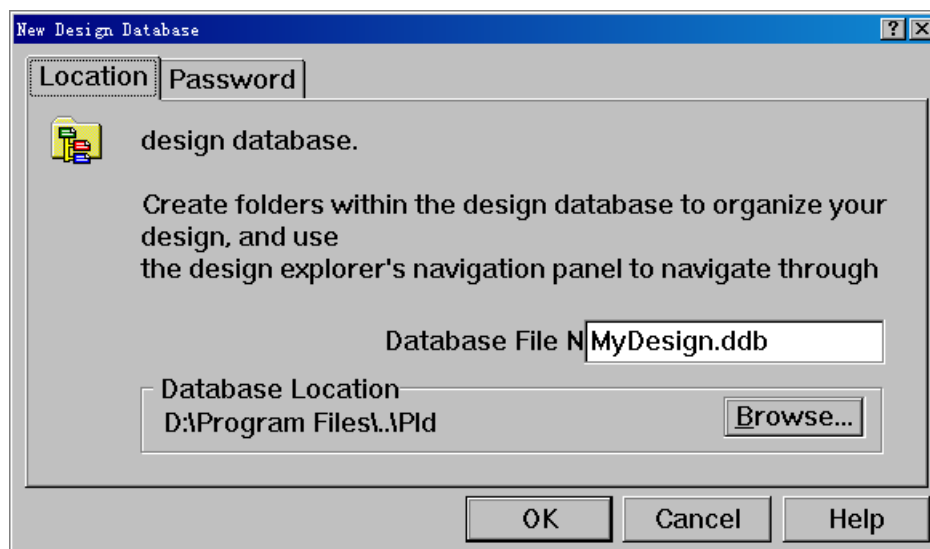 New Design Database
Location Password
design database.
Create folders within the design database to organize your
design, and use
the design explorer's navigation panel to navigate through
Database File N MyDesign.ddb
Database Location
D:\Program Files\..\Pld
Browse...
OK Cancel Help